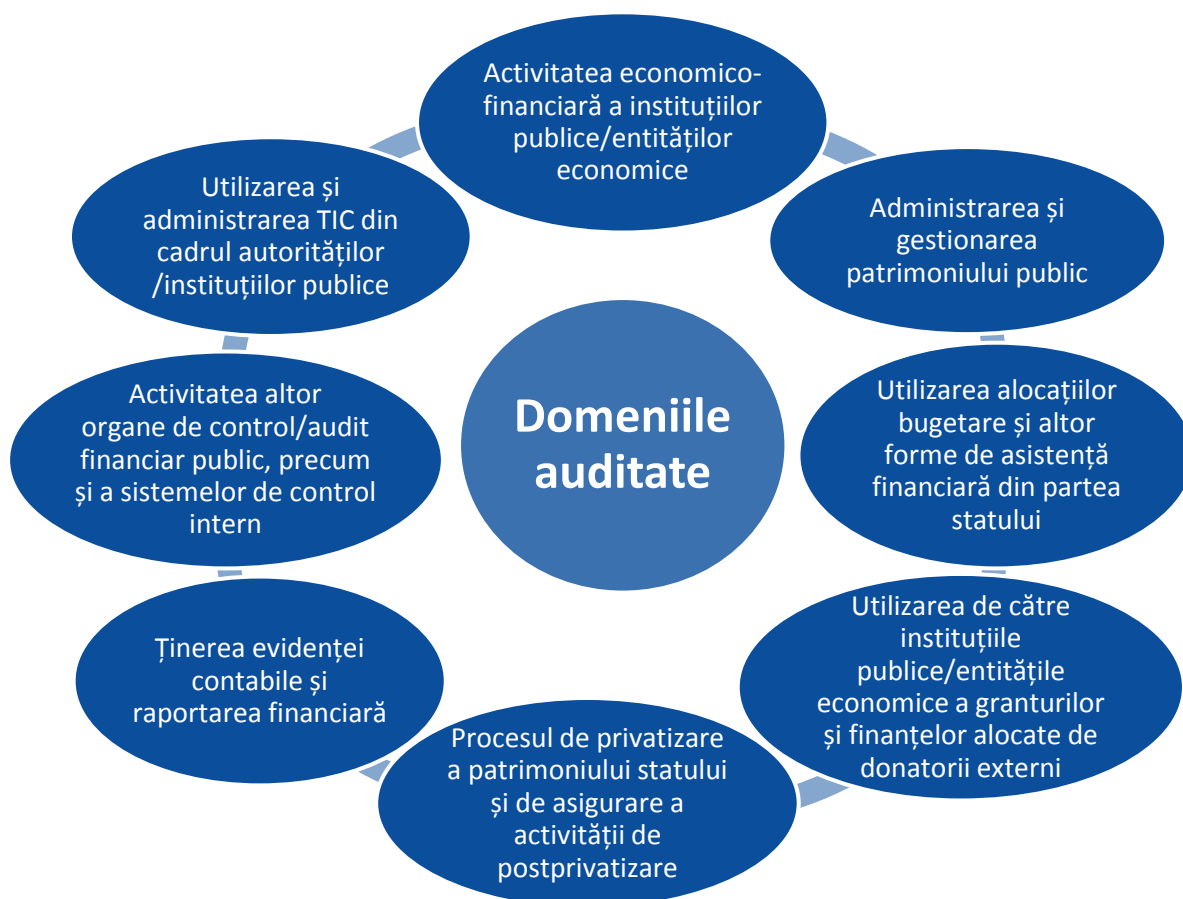 Activitatea economico-
financiară a instituțiilor
publice/entităților
economice
Administrarea și
gestionarea
patrimoniului public
Utilizarea alocațiilor
bugetare și altor
forme de asistență
financiară din partea
statului
Utilizarea de către
instituțiile
publice/entitățile
economice a granturilor
și finanțelor alocate de
donatorii externi
Procesul de privatizare
a patrimoniului statului
și de asigurare a
activității de
postprivatizare
Ținerea evidenței
contabile și
raportarea financiară
Activitatea altor
organe de control/audit
financiar public, precum
și a sistemelor de control
intern
Utilizarea și
administrarea TIC din
cadrul autorităților
/instituțiilor publice
Domeniile
auditate